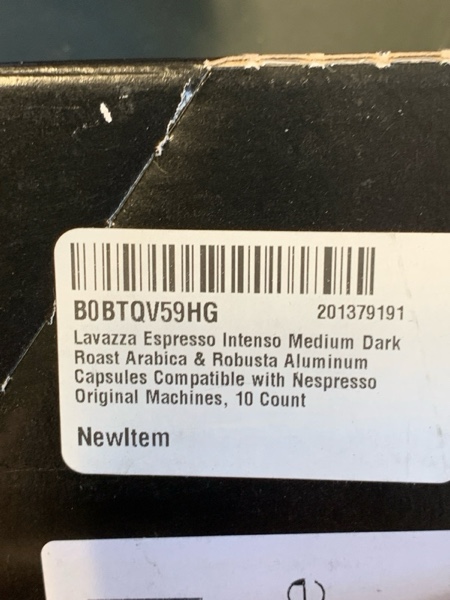 B0BTQV59HG 201379191
Lavazza Espresso Intenso Medium Dark
Roast Arabica & Robusta Aluminum
Capsules Compatible with Nespresso
Original Machines, 10 Count
NewItem